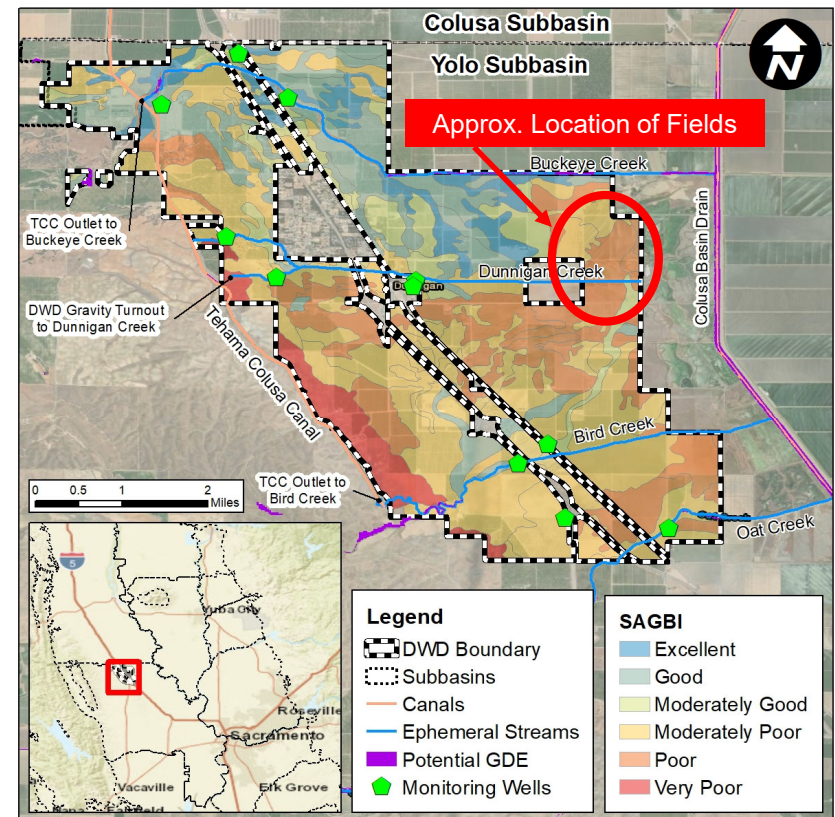 Colusa Subbasin
Yolo Subbasin
N
Approx. Location of Fields
Buckeye Creek
TCC Outlet to
Buckeye Creek
Dunnigan Creek
Colusa Basin Drain
DWD Gravity Turnout
to Dunnigan Creek
Tehama Colusa Canal
Bird Creek
TCC Outlet to
Bird Creek
Oat Creek
0 0.5 1 2
Miles
5
Yuba City
Roseville
Sacramento
Vacaville
Elk Grove
Legend
DWD Boundary
Subbasins
Canals
Ephemeral Streams
Potential GDE
Monitoring Wells
SAGBI
Excellent
Good
Moderately Good
Moderately Poor
Poor
Very Poor